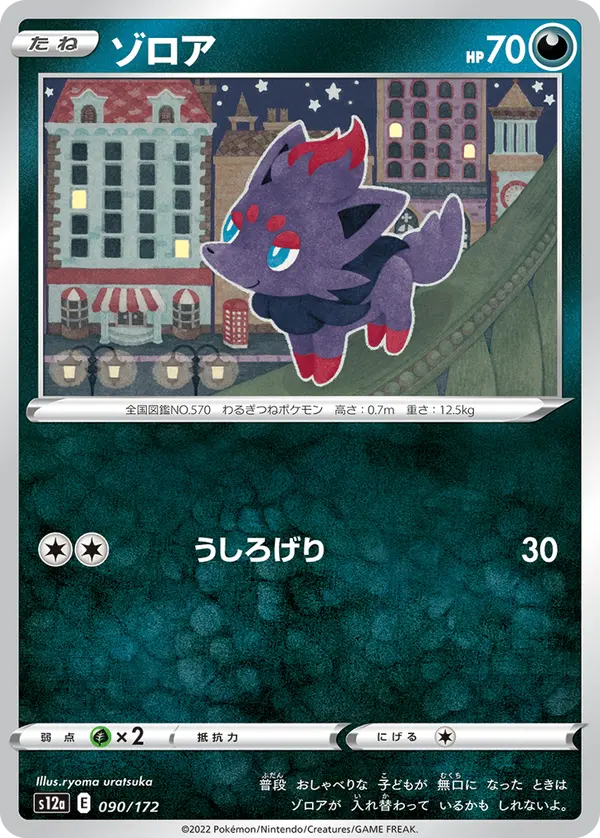 たね ゾロア HP70
全国図鑑NO.570 わるぎつねポケモン 高さ:0.7m 重さ:12.5kg
うしろげり 30
弱点 ×2 抵抗力 にげる
Illus.ryoma uratsuka
s12a E 090/172
普段 おしゃべりな 子どもが 無口に なった ときは
ゾロアが 入れ替わって いるかも しれないよ。
©2022 Pokémon/Nintendo/Creatures/GAME FREAK.